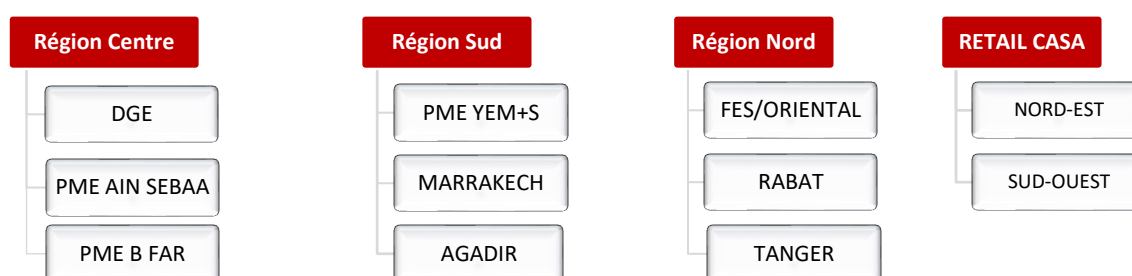 Région Centre
DGE
PME AIN SEBAA
PME B FAR
Région Sud
PME YEM+S
MARRAKECH
AGADIR
Région Nord
FES/ORIENTAL
RABAT
TANGER
RETAIL CASA
NORD-EST
SUD-OUEST